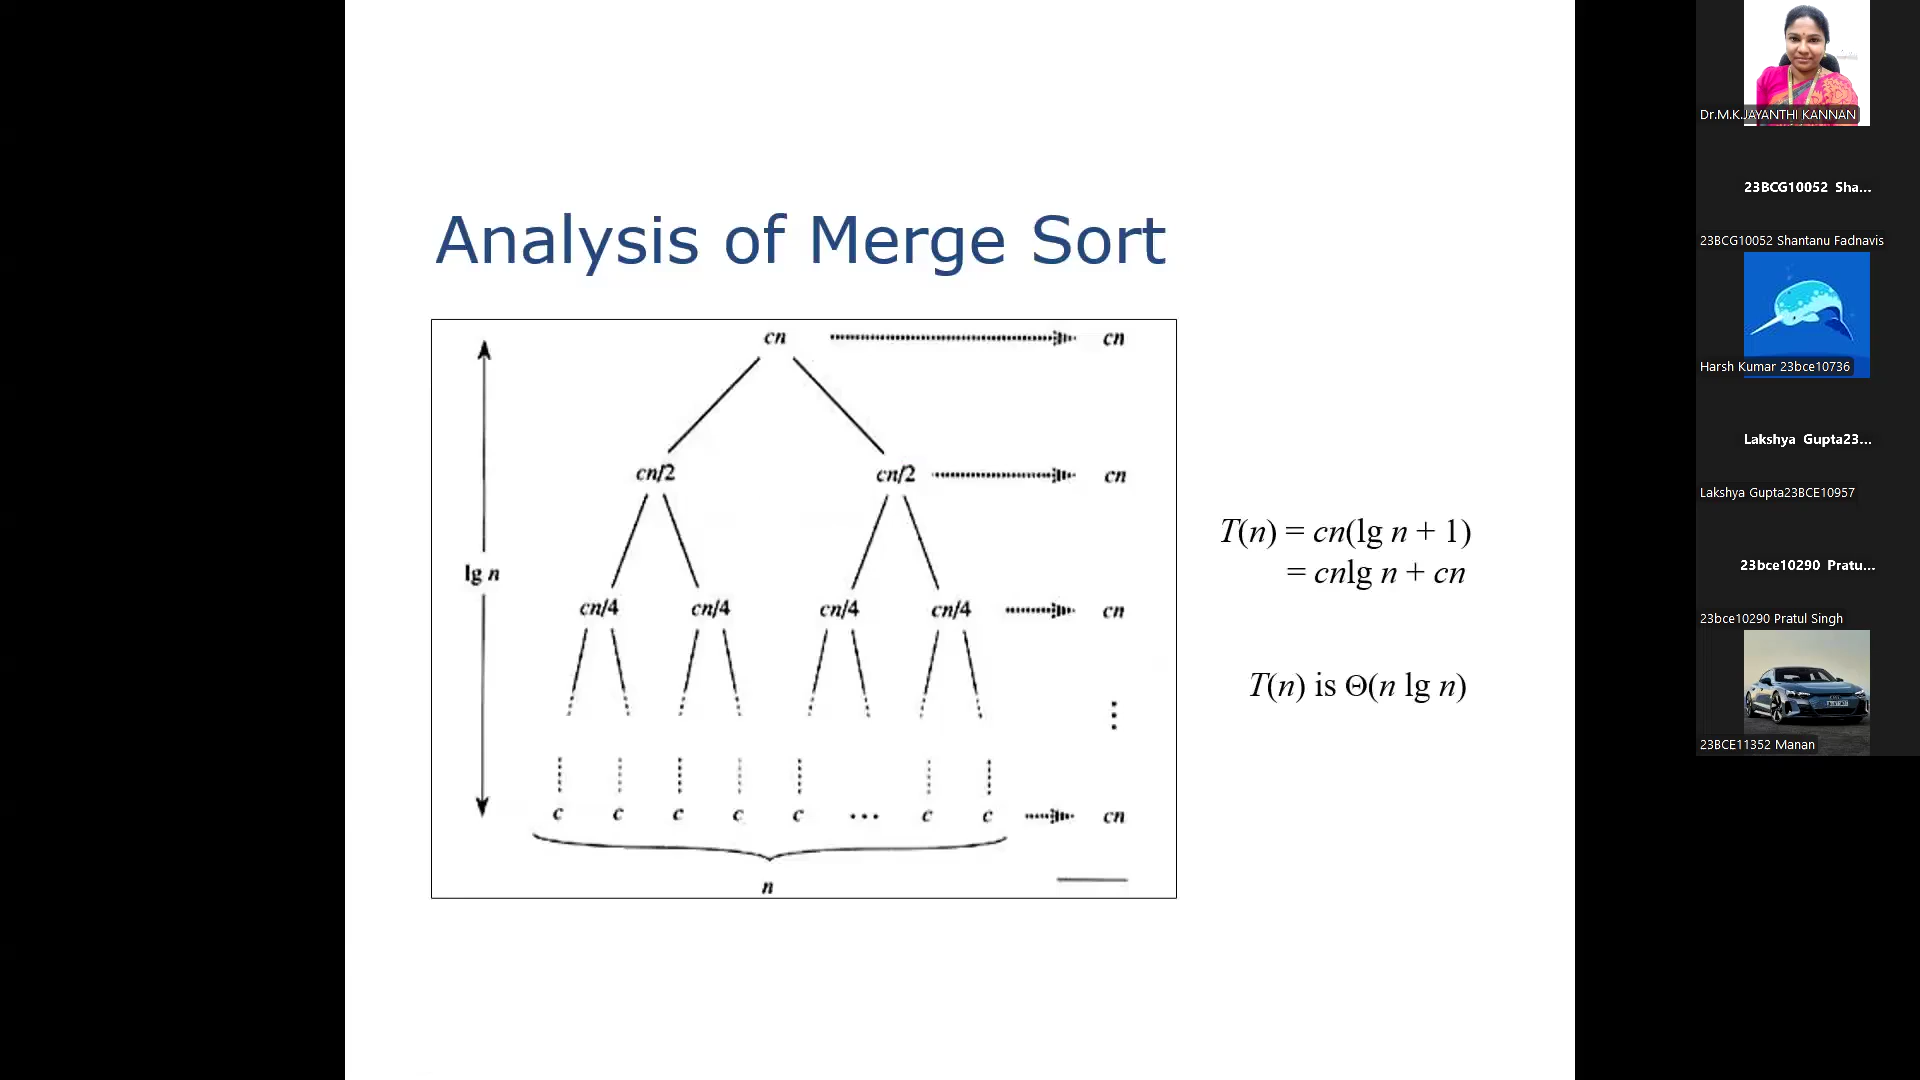 Analysis of Merge Sort
cn cn
cn/2 cn/2 cn
lg n
cn/4 cn/4 cn/4 cn/4 cn
⋮
c c c c c ... c c cn
n
T(n) = cn(lg n + 1)
= cnlg n + cn
T(n) is Θ(n lg n)
Dr.M.K.JAYANTHI KANNAN
23BCG10052 Sha...
23BCG10052 Shantanu Fadnavis
Harsh Kumar 23bce10736
Lakshya Gupta23...
Lakshya Gupta23BCE10957
23bce10290 Pratu...
23bce10290 Pratul Singh
23BCE11352 Manan